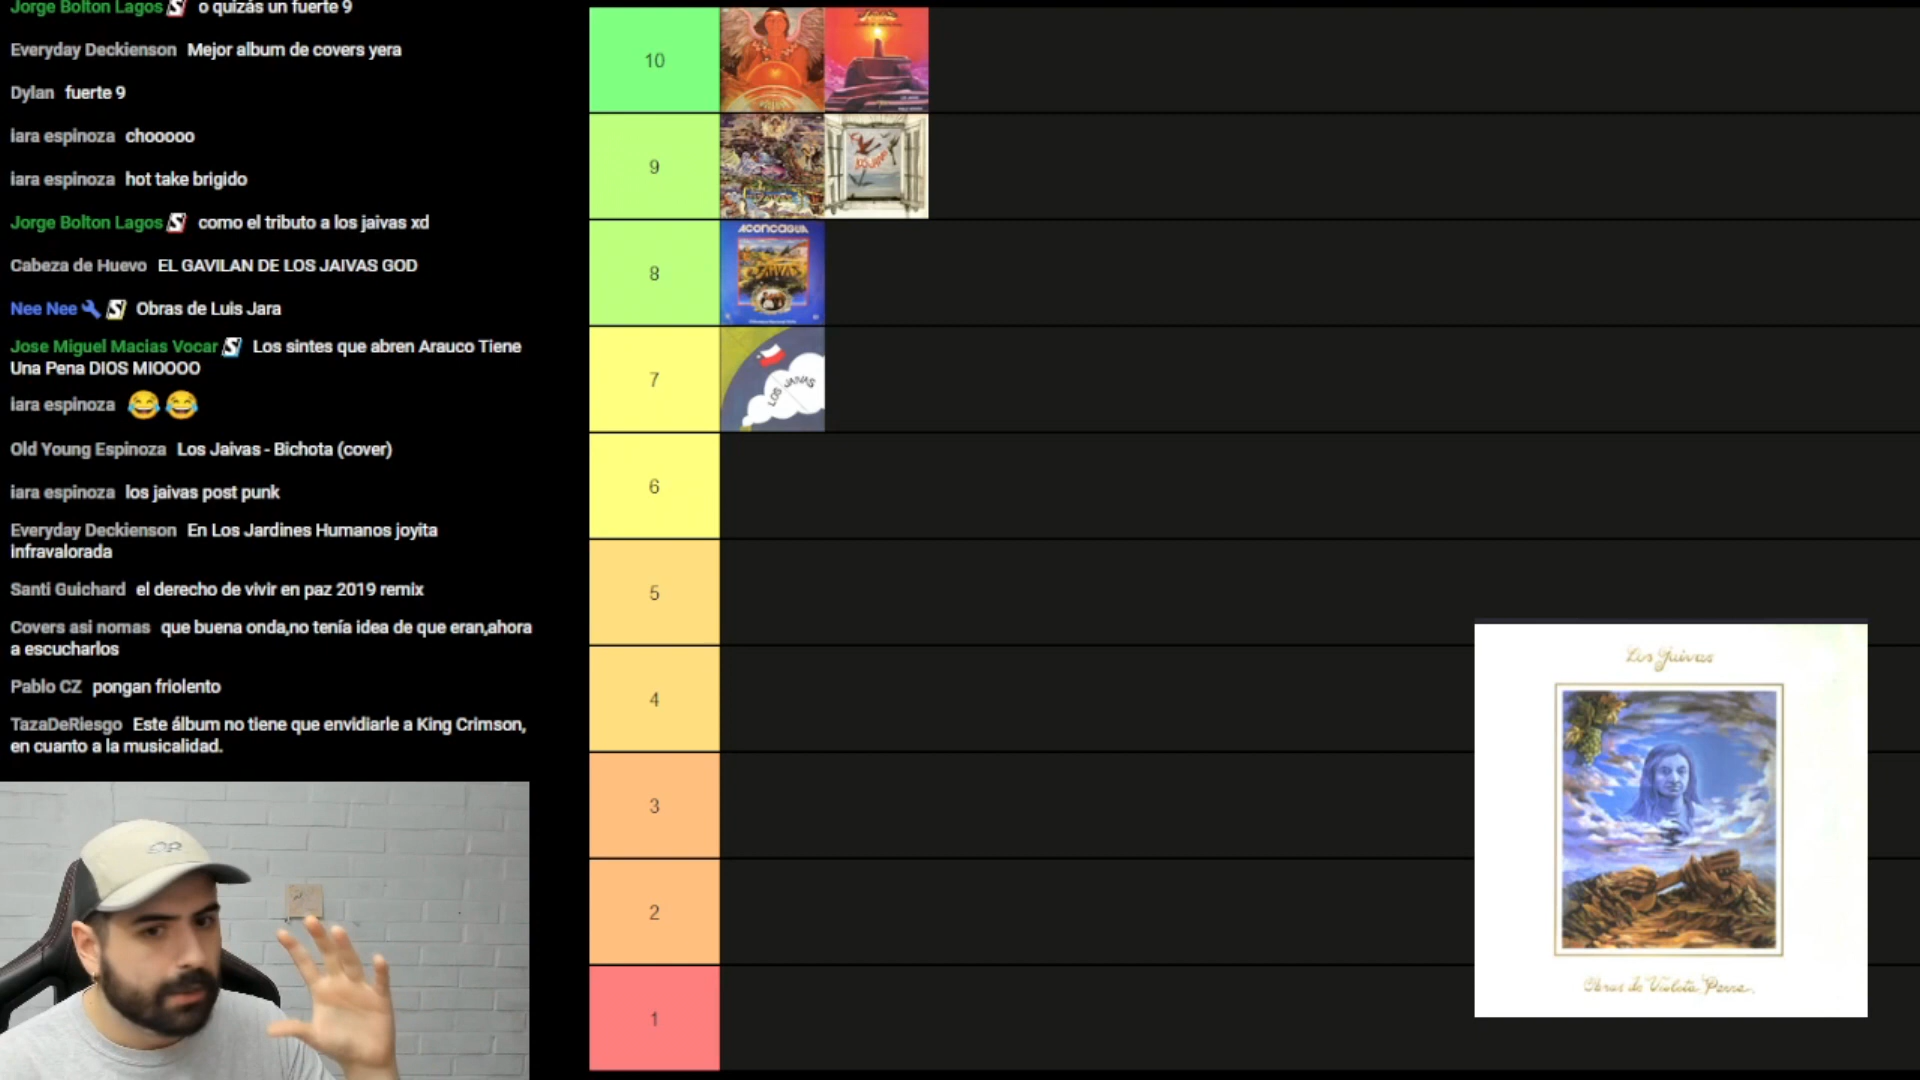 Jorge Bolton Lagos S o quizás un fuerte 9
Everyday Deckienson Mejor album de covers yera
Dylan fuerte 9
iara espinoza chooooo
iara espinoza hot take brigido
Jorge Bolton Lagos S como el tributo a los jaivas xd
Cabeza de Huevo EL GAVILAN DE LOS JAIVAS GOD
Nee Nee S Obras de Luis Jara
Jose Miguel Macias Vocar S Los sintes que abren Arauco Tiene
Una Pena DIOS MIOOOO
iara espinoza 😂😂
Old Young Espinoza Los Jaivas - Bichota (cover)
iara espinoza los jaivas post punk
Everyday Deckienson En Los Jardines Humanos joyita
infravalorada
Santi Guichard el derecho de vivir en paz 2019 remix
Covers asi nomas que buena onda,no tenía idea de que eran,ahora
a escucharlos
Pablo CZ pongan friolento
TazaDeRiesgo Este álbum no tiene que envidiarle a King Crimson,
en cuanto a la musicalidad.
10
9
8
ACONCAGUA
JAIVAS
7
LOS JAIVAS
6
5
4
3
2
1
Los Jaivas
Obras de Violeta Parra